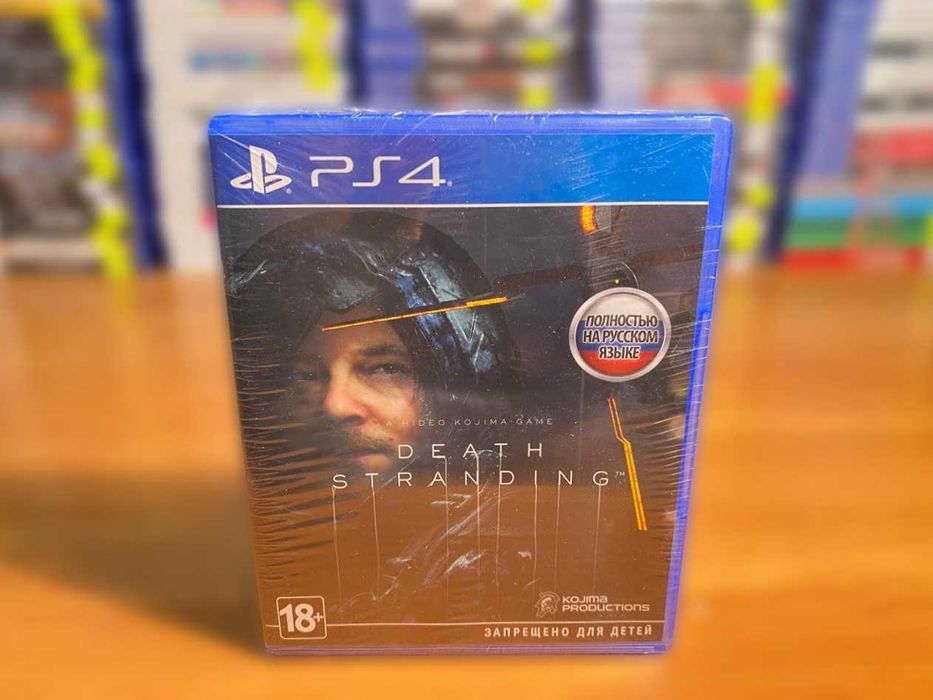 PS4
ПОЛНОСТЬЮ
НА РУССКОМ
ЯЗЫКЕ
A HIDEO KOJIMA GAME
DEATH
STRANDING™
KOJIMA
PRODUCTIONS
18+
ЗАПРЕЩЕНО ДЛЯ ДЕТЕЙ